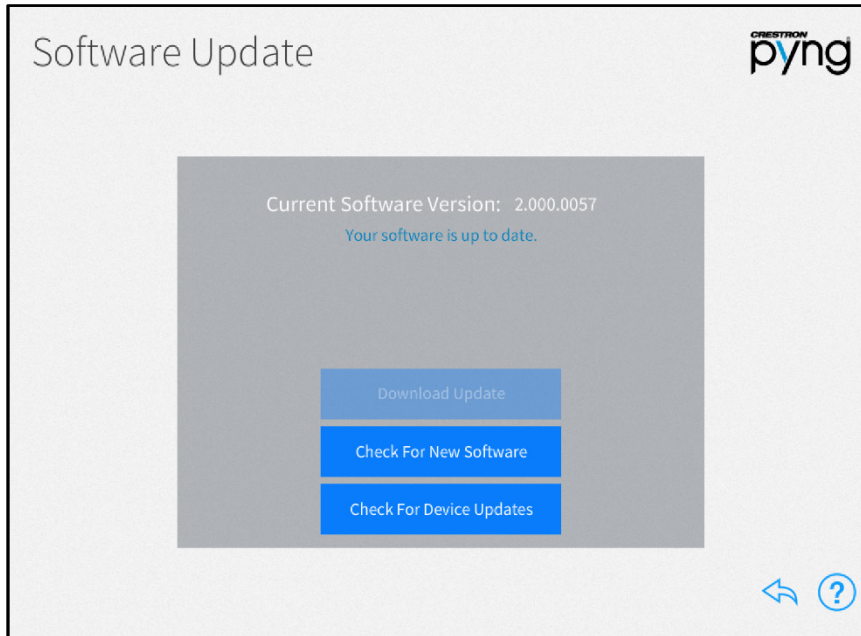 Software Update
CRESTRON
pyng
Current Software Version: 2.000.0057
Your software is up to date.
Download Update
Check For New Software
Check For Device Updates
?